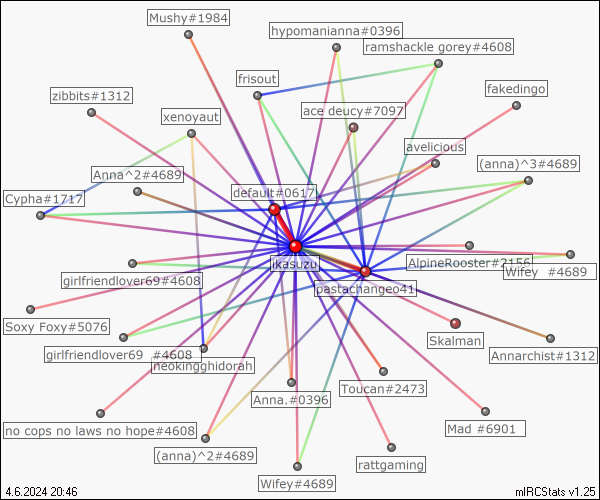 Mushy#1984
hypomanianna#0396
ramshackle gorey#4608
frisout
fakedingo
zibbits#1312
ace deucy#7097
xenoyaut
avelicious
(anna)^3#4689
Anna^2#4689
default#0617
Cypha#1717
ikasuzu
AlpineRooster#2156
Wifey #4689
girlfriendlover69#4608
pastachangeo41
Soxy Foxy#5076
Skalman
girlfriendlover69 #4608
Annarchist#1312
neokingghidorah
Toucan#2473
Anna.#0396
no cops no laws no hope#4608
Mad #6901
(anna)^2#4689
rattgaming
Wifey#4689
4.6.2024 20:46
mIRCStats v1.25